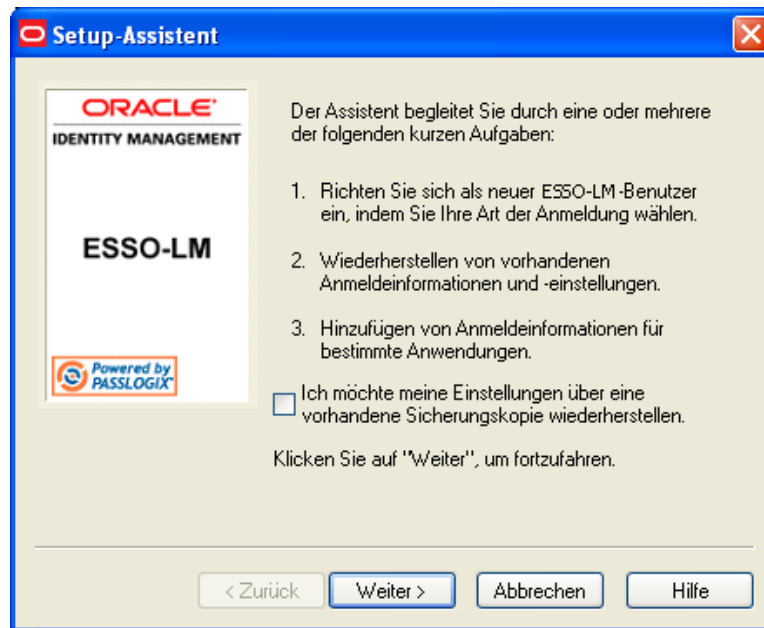 Setup-Assistent
ORACLE'
IDENTITY MANAGEMENT
ESSO-LM
Powered by
PASSLOGIX
Der Assistent begleitet Sie durch eine oder mehrere
der folgenden kurzen Aufgaben:
1. Richten Sie sich als neuer ESSO-LM-Benutzer
ein, indem Sie Ihre Art der Anmeldung wählen.
2. Wiederherstellen von vorhandenen
Anmeldeinformationen und -einstellungen.
3. Hinzufügen von Anmeldeinformationen für
bestimmte Anwendungen.
Ich möchte meine Einstellungen über eine
vorhandene Sicherungskopie wiederherstellen.
Klicken Sie auf "Weiter", um fortzufahren.
< Zurück
Weiter >
Abbrechen
Hilfe